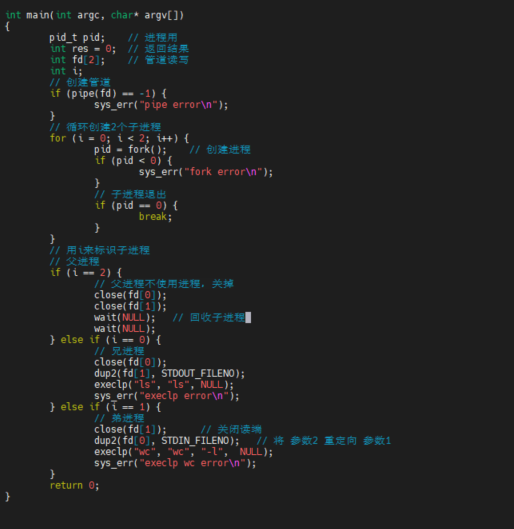 int main(int argc, char* argv[])
{
        pid_t pid;    // 进程用
        int res = 0;  // 返回结果
        int fd[2];    // 管道读写
        int i;
        // 创建管道
        if (pipe(fd) == -1) {
                sys_err("pipe error\n");
        }
        // 循环创建2个子进程
        for (i = 0; i < 2; i++) {
                pid = fork();    // 创建进程
                if (pid < 0) {
                        sys_err("fork error\n");
                }
                // 子进程退出
                if (pid == 0) {
                        break;
                }
        }
        // 用i来标识子进程
        // 父进程
        if (i == 2) {
                // 父进程不使用进程，关掉
                close(fd[0]);
                close(fd[1]);
                wait(NULL);   // 回收子进程
                wait(NULL);
        } else if (i == 0) {
                // 兄进程
                close(fd[0]);
                dup2(fd[1], STDOUT_FILENO);
                execlp("ls", "ls", NULL);
                sys_err("execlp error\n");
        } else if (i == 1) {
                // 弟进程
                close(fd[1]);      // 关闭读端
                dup2(fd[0], STDIN_FILENO);   // 将 参数2 重定向 参数1
                execlp("wc", "wc", "-l",  NULL);
                sys_err("execlp wc error\n");
        }
        return 0;
}